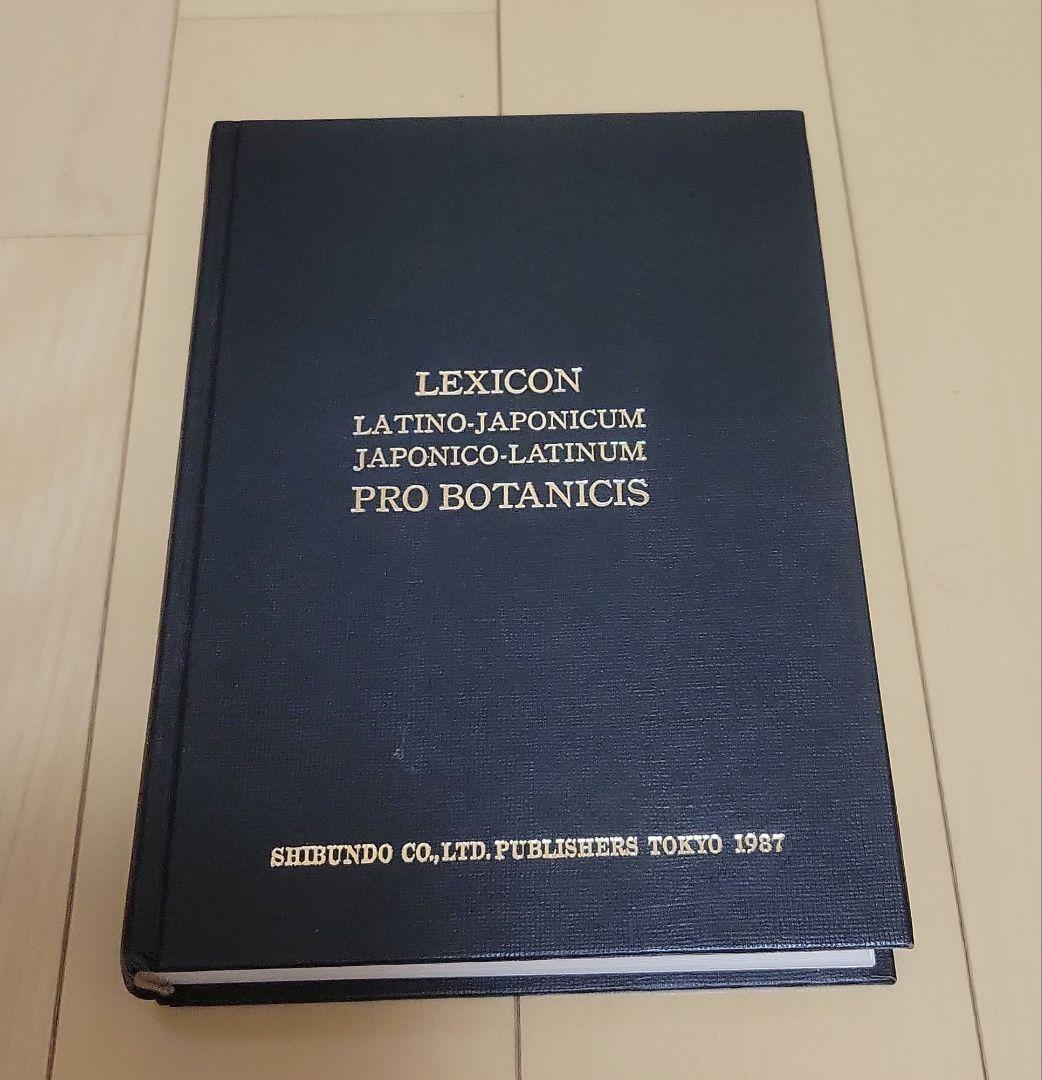 LEXICON
LATINO-JAPONICUM
JAPONICO-LATINUM
PRO BOTANICIS
SHIBUNDO CO.,LTD. PUBLISHERS TOKYO 1987